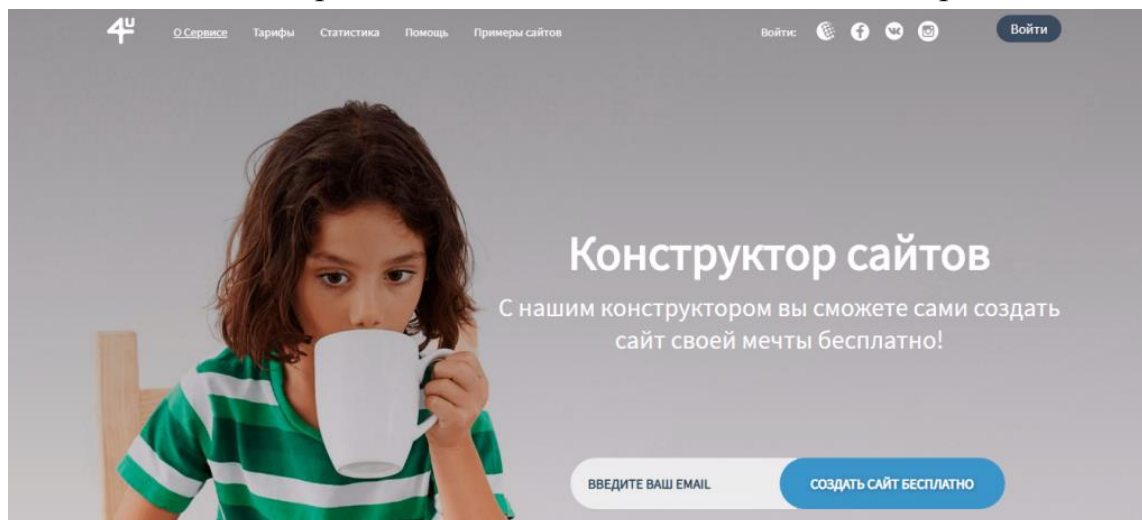 4U
О Сервисе Тарифы Статистика Помощь Примеры сайтов Войти: Войти
Конструктор сайтов
С нашим конструктором вы сможете сами создать
сайт своей мечты бесплатно!
ВВЕДИТЕ ВАШ EMAIL СОЗДАТЬ САЙТ БЕСПЛАТНО